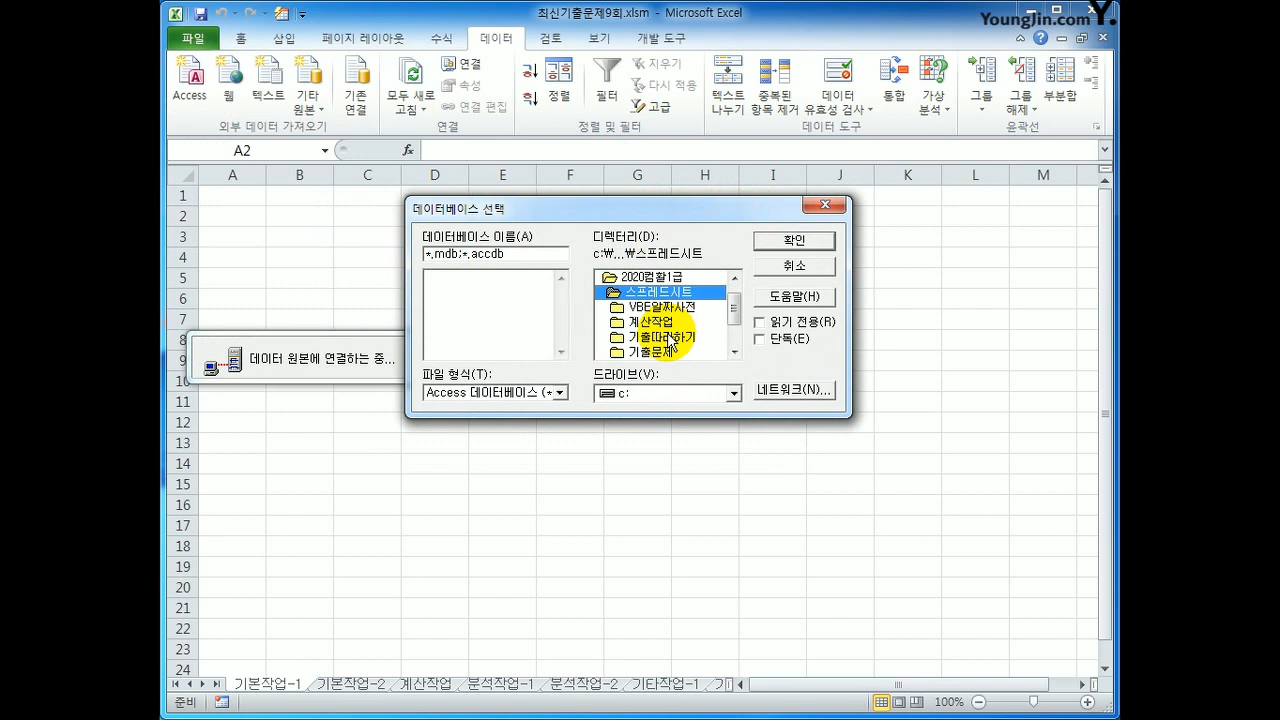 최신기출문제9회.xlsm - Microsoft Excel
YoungJin.com Y.
파일 홈 삽입 페이지 레이아웃 수식 데이터 검토 보기 개발 도구
Access 웹 텍스트 기타 원본 기존 연결 모두 새로 고침 연결 속성 연결 편집 정렬 필터 지우기 다시 적용 고급 텍스트 나누기 중복된 항목 제거 데이터 유효성 검사 통합 가상 분석 그룹 그룹 해제 부분합
외부 데이터 가져오기 연결 정렬 및 필터 데이터 도구 윤곽선
A2 fx
A B C D E F G H I J K L M
1
2
3
4
5
6
7
8
9
10
11
12
13
14
15
16
17
18
19
20
21
22
23
24
데이터 원본에 연결하는 중...
데이터베이스 선택
데이터베이스 이름(A)
*.mdb;*.accdb
파일 형식(T):
Access 데이터베이스 (*
디렉터리(D):
c:₩...₩스프레드시트
2020컴활1급
스프레드시트
VBE알짜사전
계산작업
기출따라하기
기출문제
드라이브(V):
c:
확인
취소
도움말(H)
읽기 전용(R)
단독(E)
네트워크(N)...
기본작업-1 기본작업-2 계산작업 분석작업-1 분석작업-2 기타작업-1
준비 100%